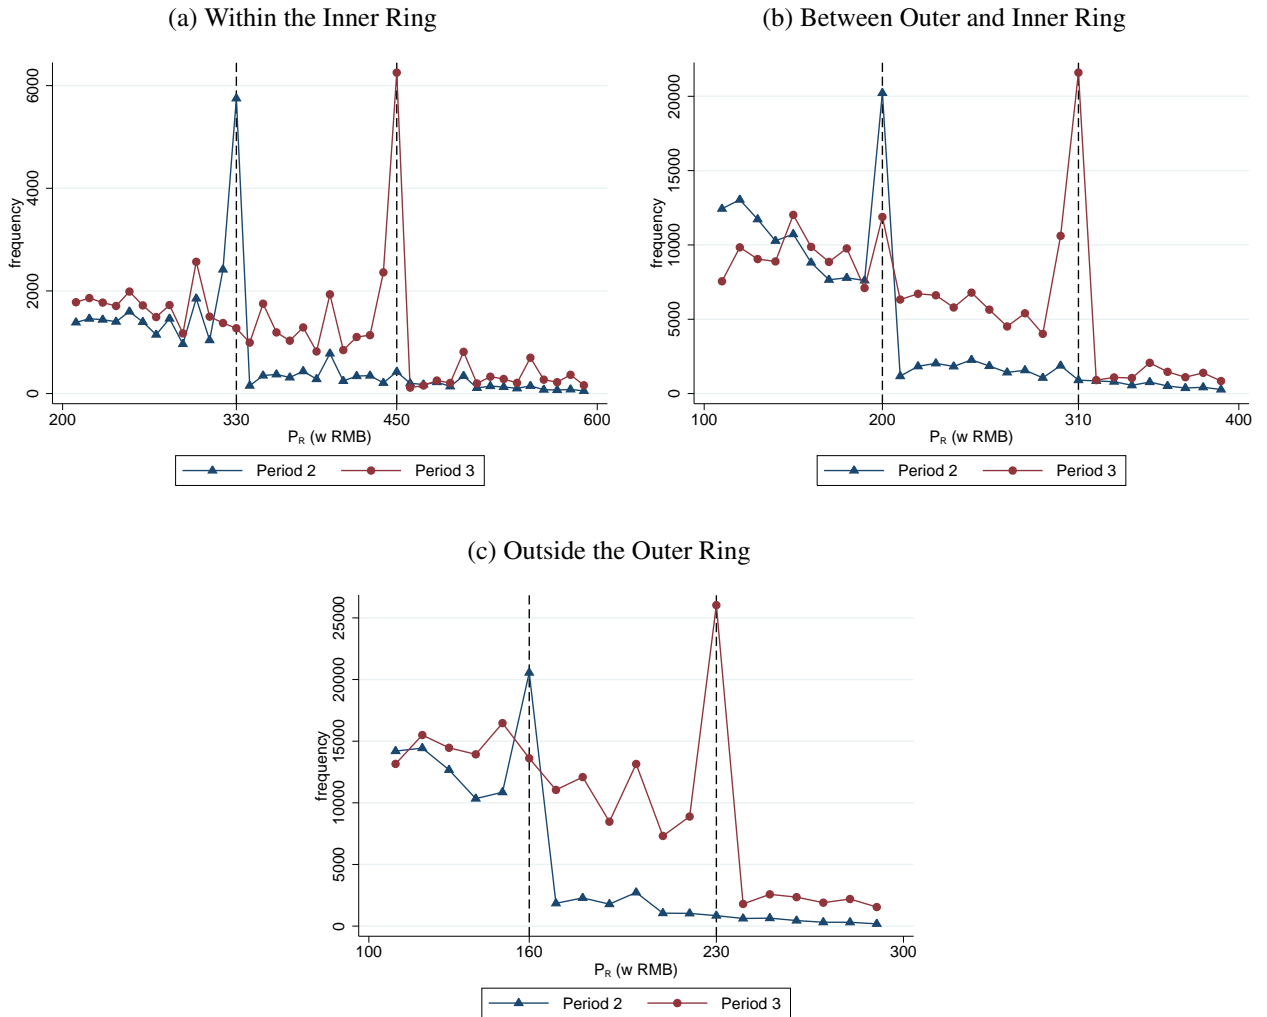 (a) Within the Inner Ring
frequency
6000
4000
2000
0
200
330
450
600
P_R (w RMB)
Period 2
Period 3
(b) Between Outer and Inner Ring
frequency
20000
15000
10000
5000
0
100
200
310
400
P_R (w RMB)
Period 2
Period 3
(c) Outside the Outer Ring
frequency
25000
20000
15000
10000
5000
0
100
160
230
300
P_R (w RMB)
Period 2
Period 3